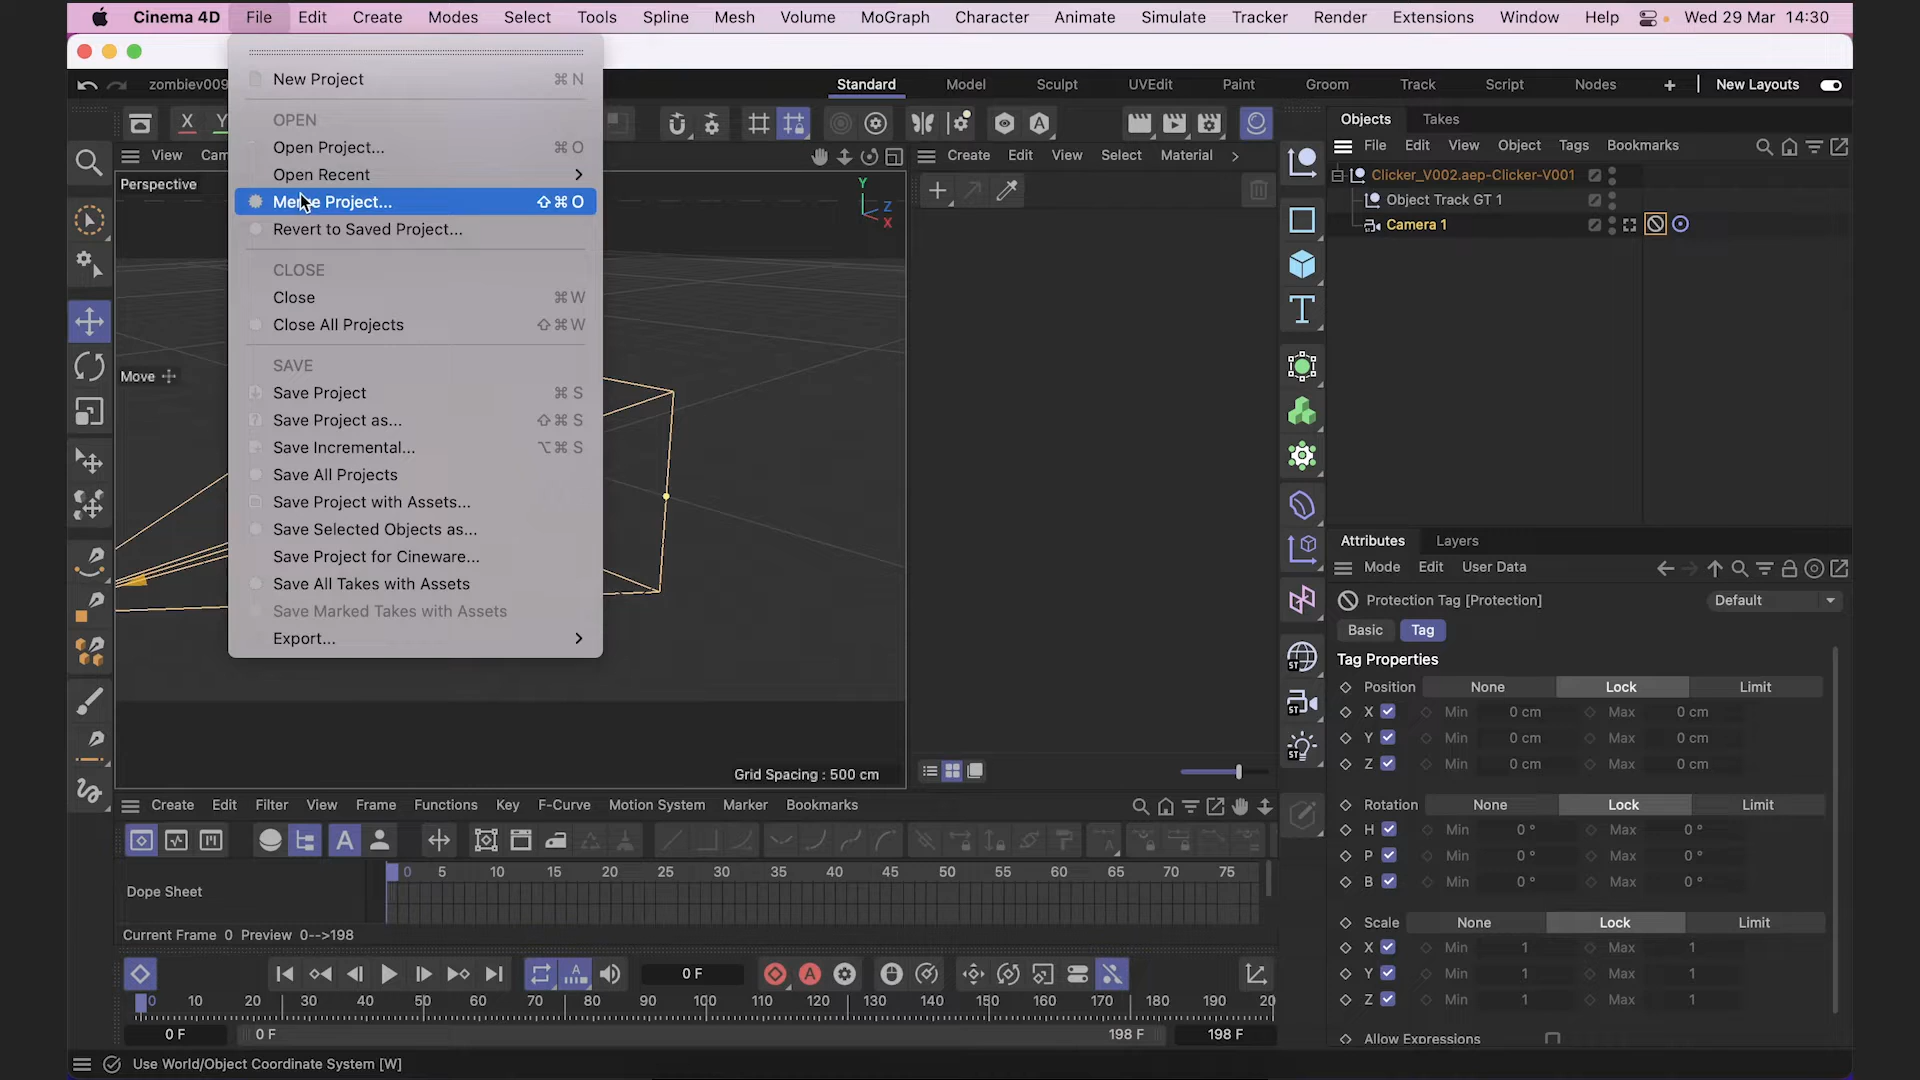 Cinema 4D File Edit Create Modes Select Tools Spline Mesh Volume MoGraph Character Animate Simulate Tracker Render Extensions Window Help Wed 29 Mar 14:30
zombiev009 Standard Model Sculpt UVEdit Paint Groom Track Script Nodes + New Layouts
New Project ⌘ N
OPEN
Open Project... ⌘ O
Open Recent
Project... ⇧ ⌘ O
Revert to Saved Project...
CLOSE
Close ⌘ W
Close All Projects ⇧ ⌘ W
SAVE
Save Project ⌘ S
Save Project as... ⇧ ⌘ S
Save Incremental... ⌥ ⌘ S
Save All Projects
Save Project with Assets...
Save Selected Objects as...
Save Project for Cineware...
Save All Takes with Assets
Save Marked Takes with Assets
Export...
X Y
View Cam
Perspective
Y
Z
X
Move
Grid Spacing : 500 cm
Create Edit View Select Material
Objects Takes
File Edit View Object Tags Bookmarks
Clicker_V002.aep-Clicker-V001
Object Track GT 1
Camera 1
ST
ST
ST
Attributes Layers
Mode Edit User Data
Protection Tag [Protection] Default
Basic Tag
Tag Properties
Position None Lock Limit
X Min 0 cm Max 0 cm
Y Min 0 cm Max 0 cm
Z Min 0 cm Max 0 cm
Rotation None Lock Limit
H Min 0 ° Max 0 °
P Min 0 ° Max 0 °
B Min 0 ° Max 0 °
Scale None Lock Limit
X Min 1 Max 1
Y Min 1 Max 1
Z Min 1 Max 1
Allow Expressions
Create Edit Filter View Frame Functions Key F-Curve Motion System Marker Bookmarks
0 5 10 15 20 25 30 35 40 45 50 55 60 65 70 75
Dope Sheet
Current Frame 0 Preview 0-->198
0 F
0 10 20 30 40 50 60 70 80 90 100 110 120 130 140 150 160 170 180 190 20
0 F 0 F 198 F 198 F
Use World/Object Coordinate System [W]